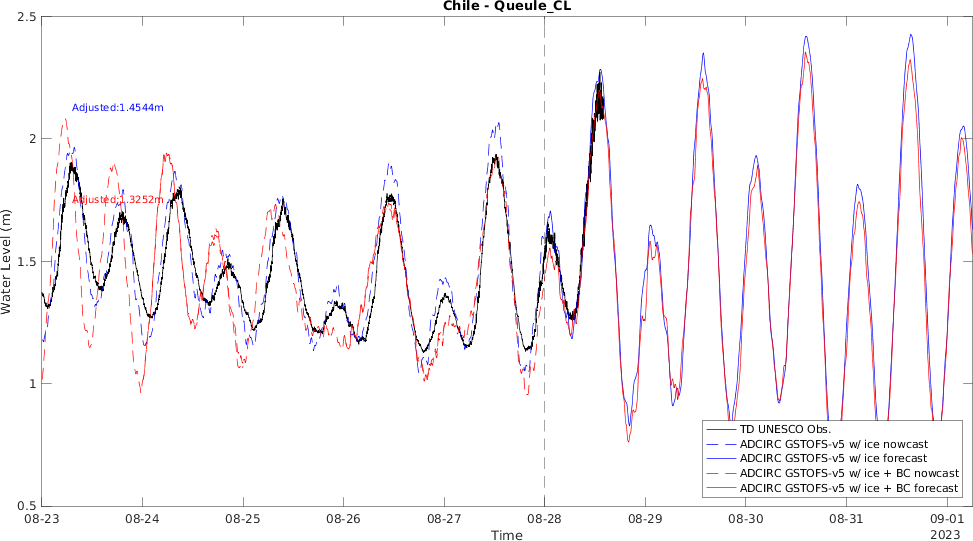 Chile - Queule_CL
2.5
2
1.5
1
0.5
Water Level (m)
Adjusted:1.4544m
Adjusted:1.3252m
TD UNESCO Obs.
ADCIRC GSTOFS-v5 w/ ice nowcast
ADCIRC GSTOFS-v5 w/ ice forecast
ADCIRC GSTOFS-v5 w/ ice + BC nowcast
ADCIRC GSTOFS-v5 w/ ice + BC forecast
08-23 08-24 08-25 08-26 08-27 08-28 08-29 08-30 08-31 09-01
2023
Time